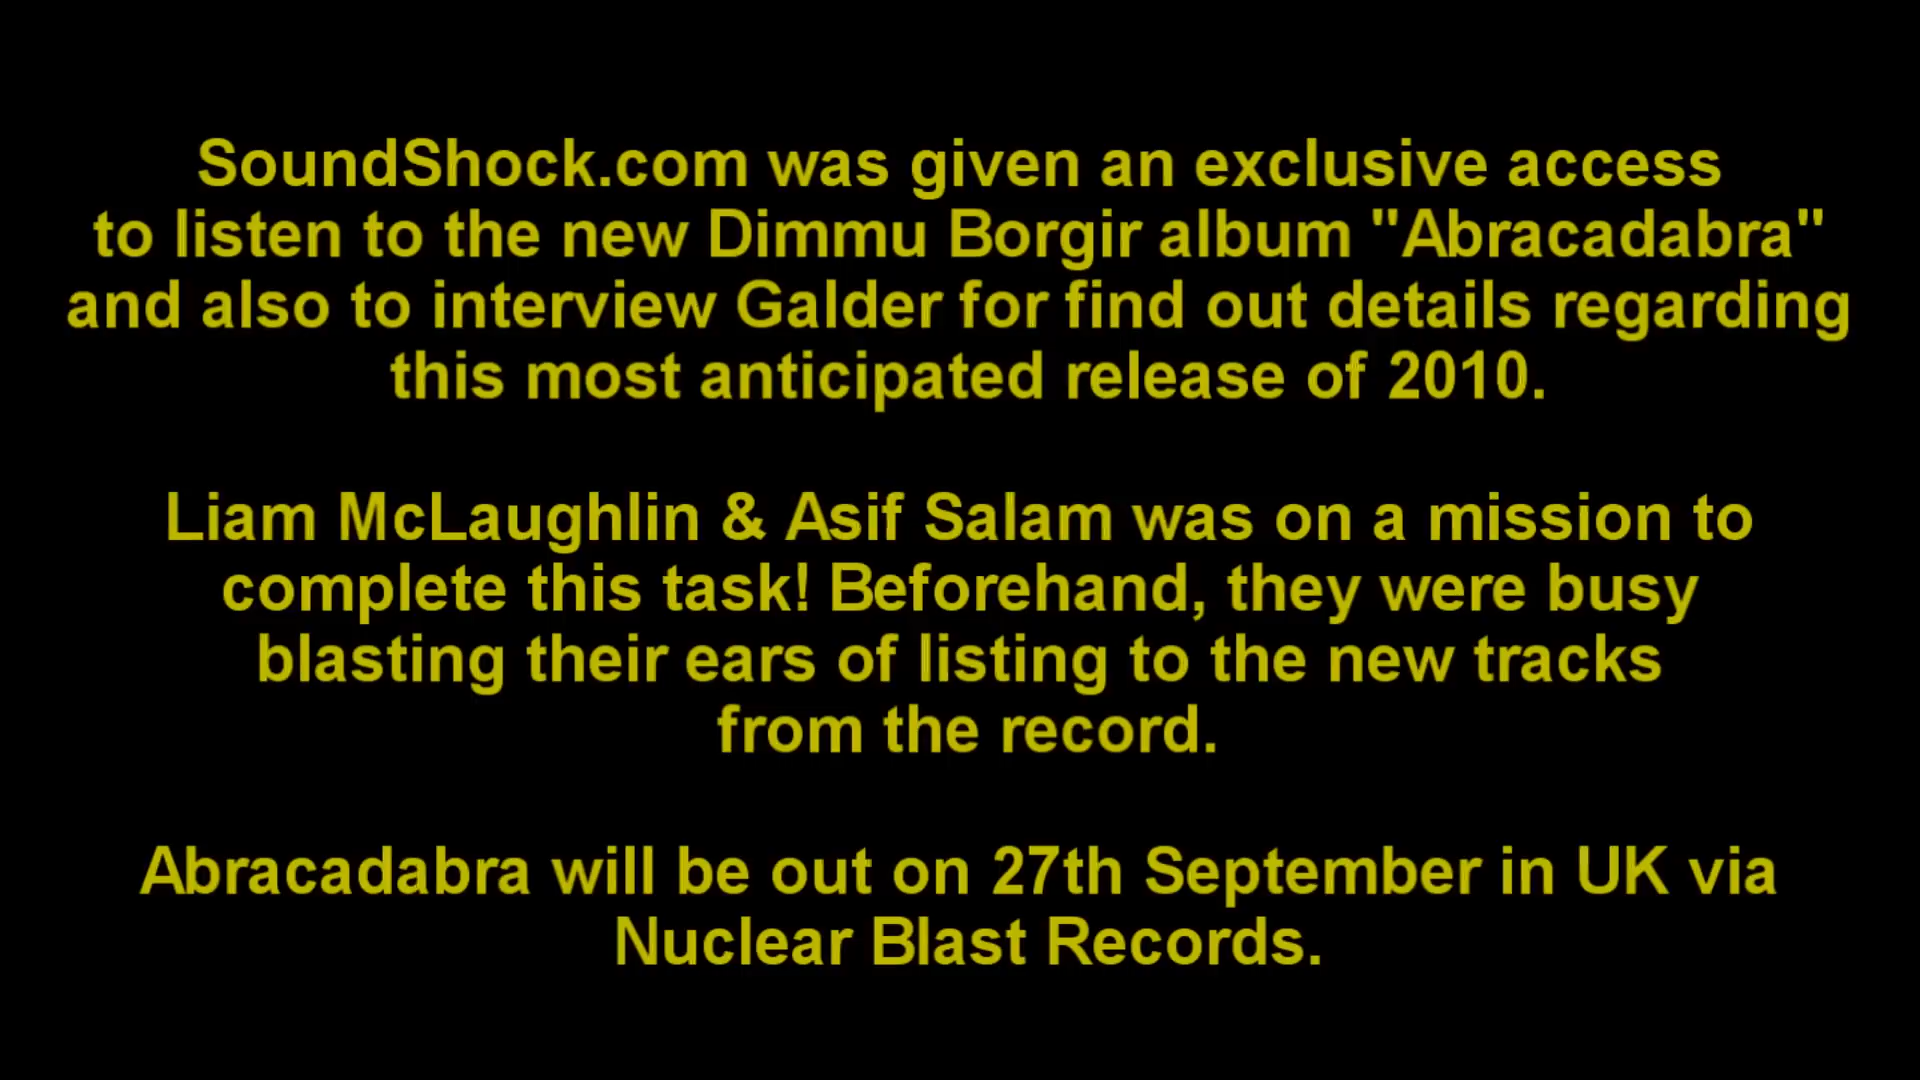 SoundShock.com was given an exclusive access
to listen to the new Dimmu Borgir album "Abracadabra"
and also to interview Galder for find out details regarding
this most anticipated release of 2010.
Liam McLaughlin & Asif Salam was on a mission to
complete this task! Beforehand, they were busy
blasting their ears of listing to the new tracks
from the record.
Abracadabra will be out on 27th September in UK via
Nuclear Blast Records.